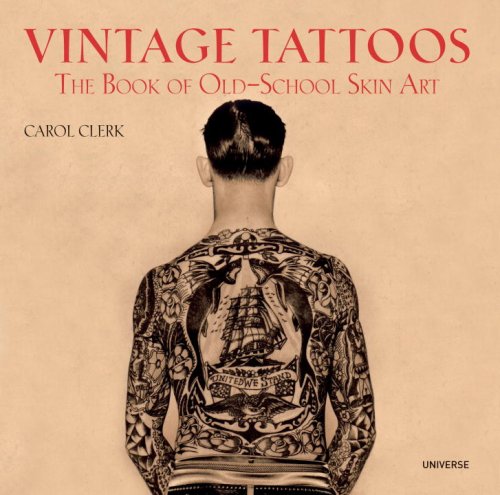 VINTAGE TATTOOS
THE BOOK OF OLD–SCHOOL SKIN ART
CAROL CLERK
UNITED WE STAND
UNIVERSE